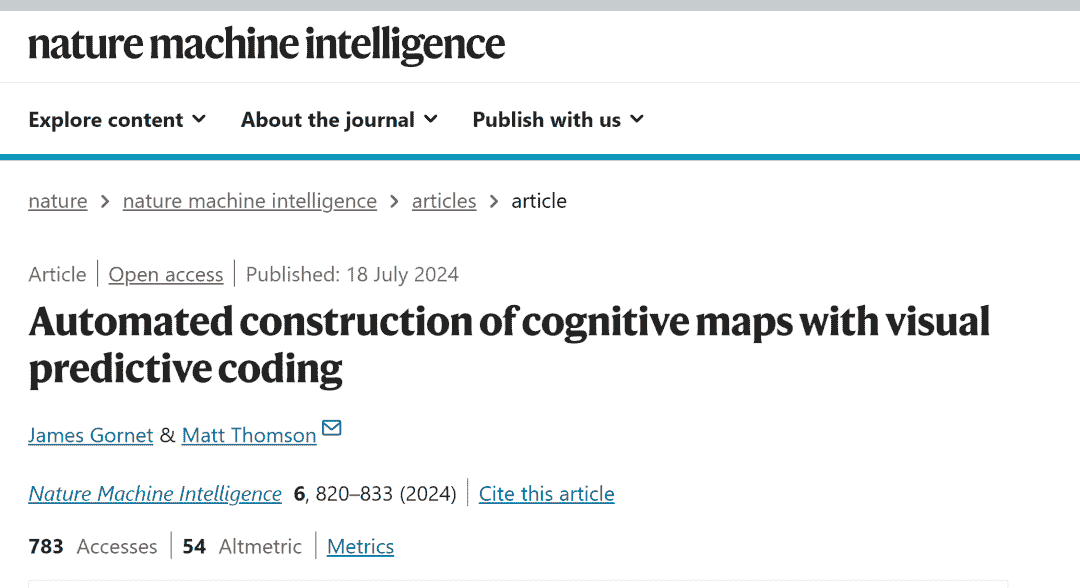 nature machine intelligence
Explore content About the journal Publish with us
nature > nature machine intelligence > articles > article
Article | Open access | Published: 18 July 2024
Automated construction of cognitive maps with visual
predictive coding
James Gornet & Matt Thomson
Nature Machine Intelligence 6, 820–833 (2024) | Cite this article
783 Accesses | 54 Altmetric | Metrics